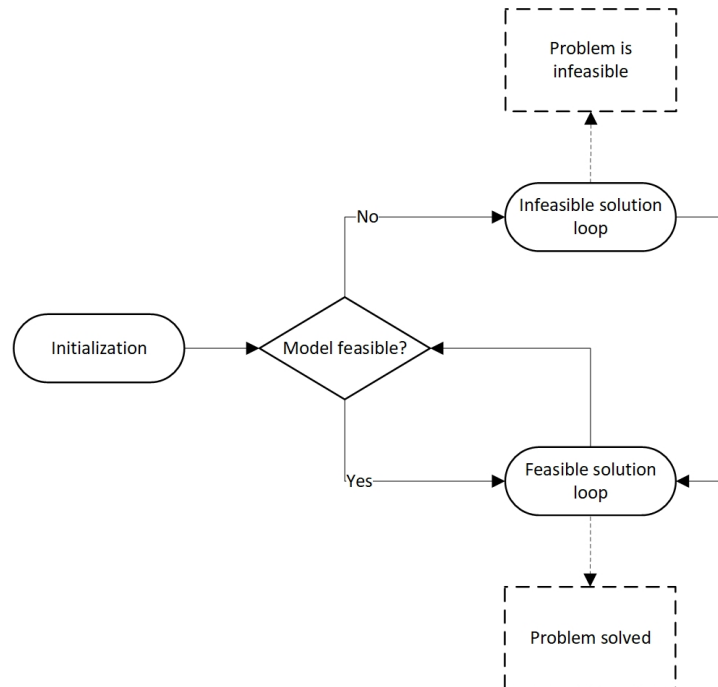 Problem is
infeasible
Infeasible solution
loop
No
Initialization
Model feasible?
Yes
Feasible solution
loop
Problem solved